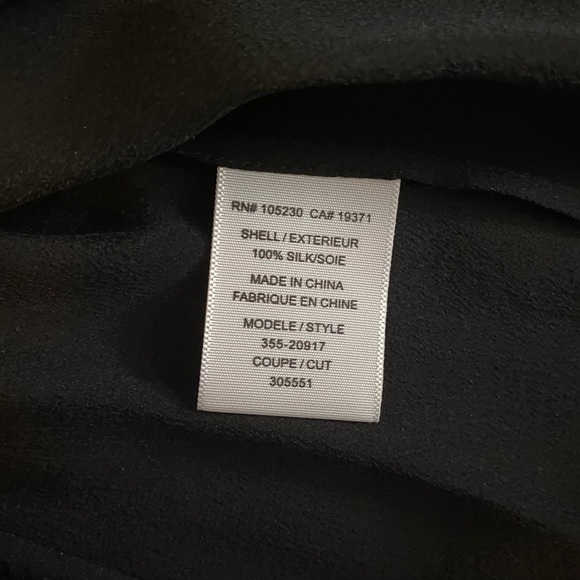 RN# 105230 CA# 19371
SHELL / EXTERIEUR
100% SILK/SOIE
MADE IN CHINA
FABRIQUE EN CHINE
MODELE / STYLE
355-20917
COUPE / CUT
305551